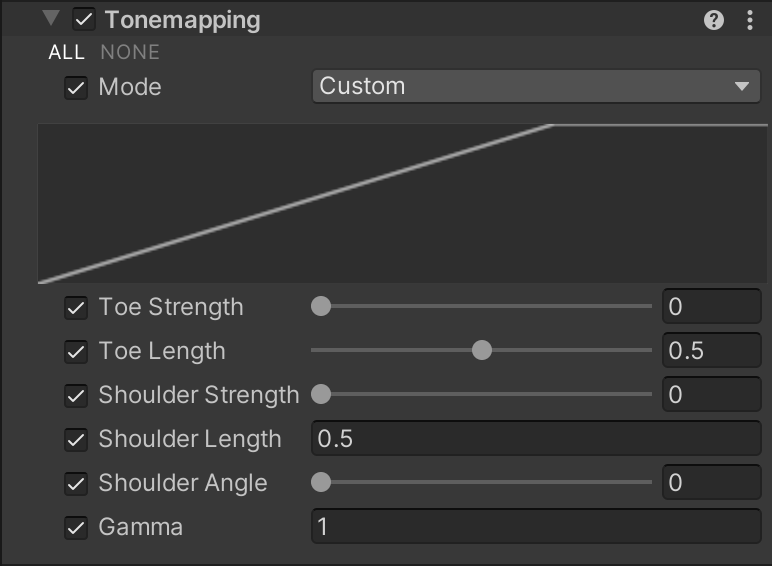 Tonemapping
ALL NONE
Mode Custom
Toe Strength 0
Toe Length 0.5
Shoulder Strength 0
Shoulder Length 0.5
Shoulder Angle 0
Gamma 1